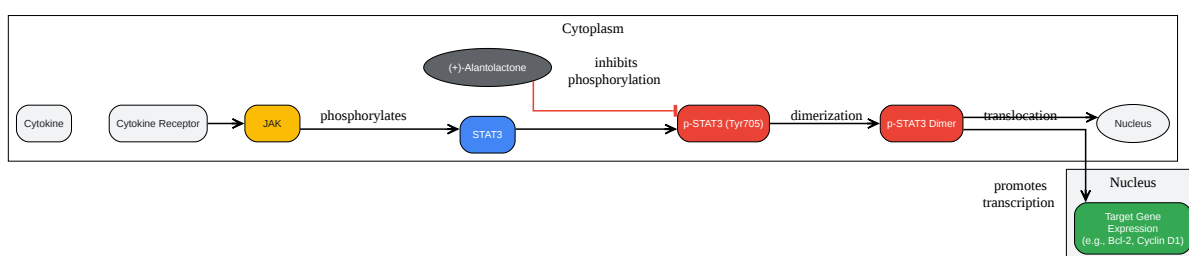 Cytoplasm
(+)-Alantolactone
inhibits
phosphorylation
Cytokine
Cytokine Receptor
JAK
phosphorylates
STAT3
p-STAT3 (Tyr705)
dimerization
p-STAT3 Dimer
translocation
Nucleus
promotes
transcription
Nucleus
Target Gene
Expression
(e.g., Bcl-2, Cyclin D1)